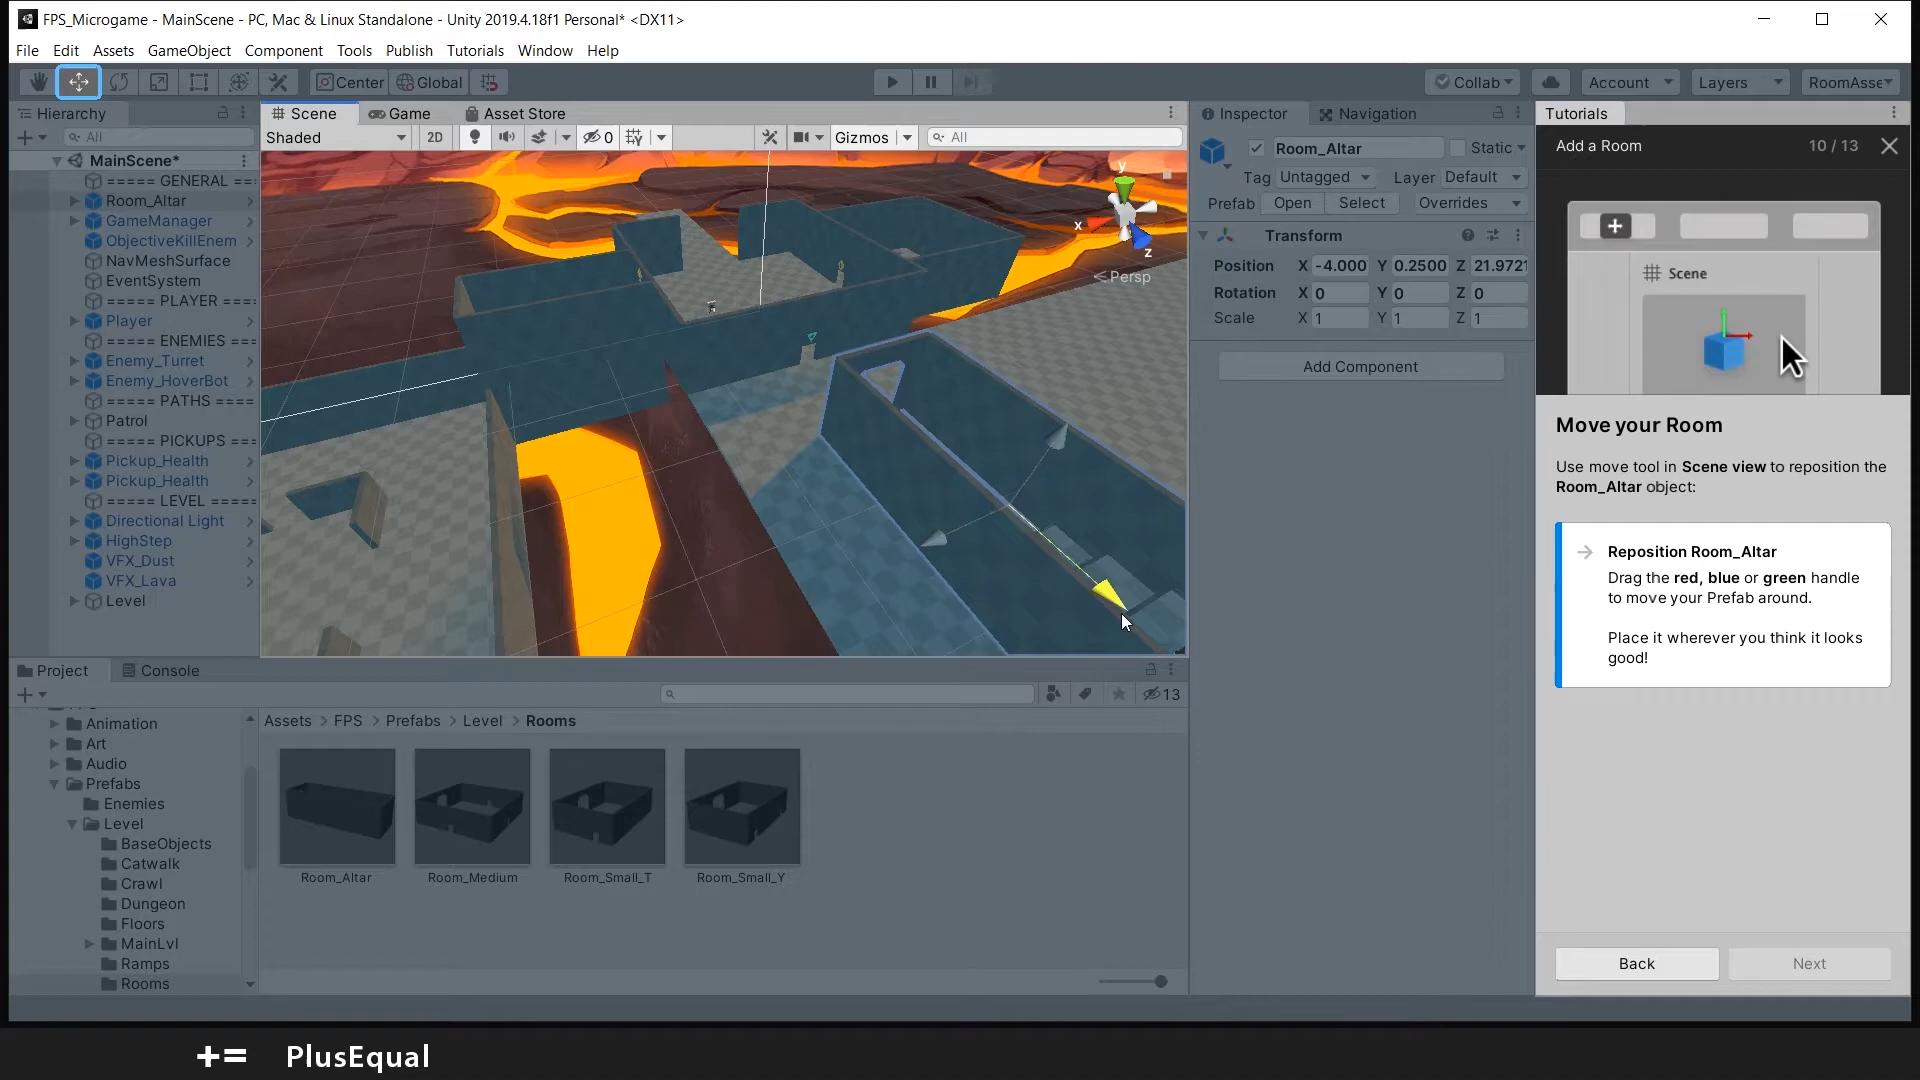 FPS_Microgame - MainScene - PC, Mac & Linux Standalone - Unity 2019.4.18f1 Personal* <DX11>
File Edit Assets GameObject Component Tools Publish Tutorials Window Help
Center Global Collab Account Layers RoomAsse
Hierarchy
All
MainScene*
===== GENERAL ==
Room_Altar
GameManager
ObjectiveKillEnem
NavMeshSurface
EventSystem
===== PLAYER ===
Player
===== ENEMIES ==
Enemy_Turret
Enemy_HoverBot
===== PATHS ====
Patrol
===== PICKUPS ==
Pickup_Health
Pickup_Health
===== LEVEL =====
Directional Light
HighStep
VFX_Dust
VFX_Lava
Level
Scene Game Asset Store
Shaded 2D 0 Gizmos All
y
x
z
Persp
Inspector Navigation
Room_Altar Static
Tag Untagged Layer Default
Prefab Open Select Overrides
Transform
Position X -4.000 Y 0.2500 Z 21.9721
Rotation X 0 Y 0 Z 0
Scale X 1 Y 1 Z 1
Add Component
Tutorials
Add a Room 10 / 13
Scene
Move your Room
Use move tool in Scene view to reposition the
Room_Altar object:
Reposition Room_Altar
Drag the red, blue or green handle
to move your Prefab around.
Place it wherever you think it looks
good!
Back Next
Project Console
13
Animation
Art
Audio
Prefabs
Enemies
Level
BaseObjects
Catwalk
Crawl
Dungeon
Floors
MainLvl
Ramps
Rooms
Assets > FPS > Prefabs > Level > Rooms
Room_Altar Room_Medium Room_Small_T Room_Small_Y
+= PlusEqual